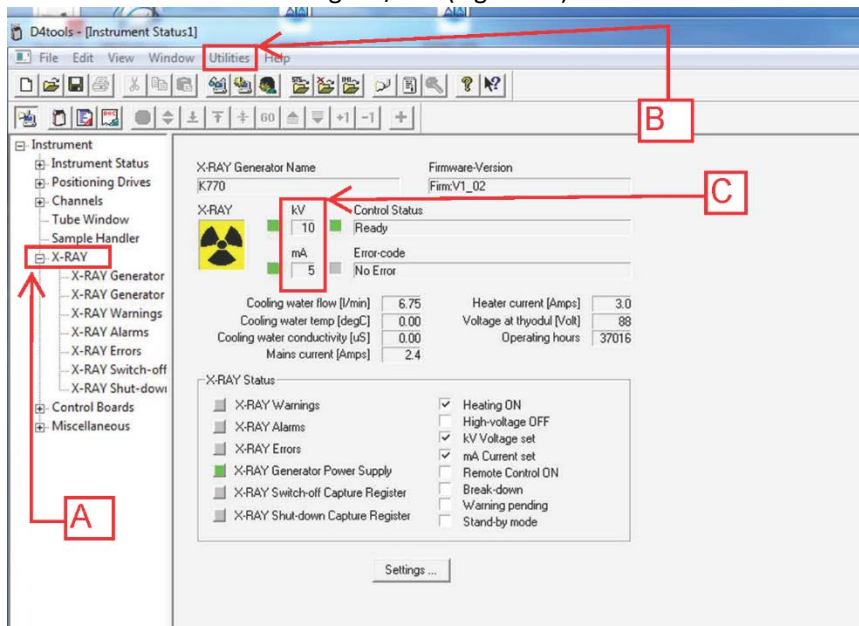 D4tools - [Instrument Status1]
File Edit View Window Utilities Help
B
GO +1 -1 +
Instrument
Instrument Status
Positioning Drives
Channels
Tube Window
Sample Handler
X-RAY
X-RAY Generator
X-RAY Generator
X-RAY Warnings
X-RAY Alarms
X-RAY Errors
X-RAY Switch-off
X-RAY Shut-down
Control Boards
Miscellaneous
A
X-RAY Generator Name Firmware-Version
K770 Firm:V1_02
C
X-RAY kV Control Status
10 Ready
mA Error-code
5 No Error
Cooling water flow [l/min] 6.75 Heater current [Amps] 3.0
Cooling water temp [degC] 0.00 Voltage at thyodul [Volt] 88
Cooling water conductivity [uS] 0.00 Operating hours 37016
Mains current [Amps] 2.4
X-RAY Status
X-RAY Warnings Heating ON
X-RAY Alarms High-voltage OFF
X-RAY Errors kV Voltage set
X-RAY Generator Power Supply mA Current set
X-RAY Switch-off Capture Register Remote Control ON
X-RAY Shut-down Capture Register Break-down
Warning pending
Stand-by mode
Settings ...